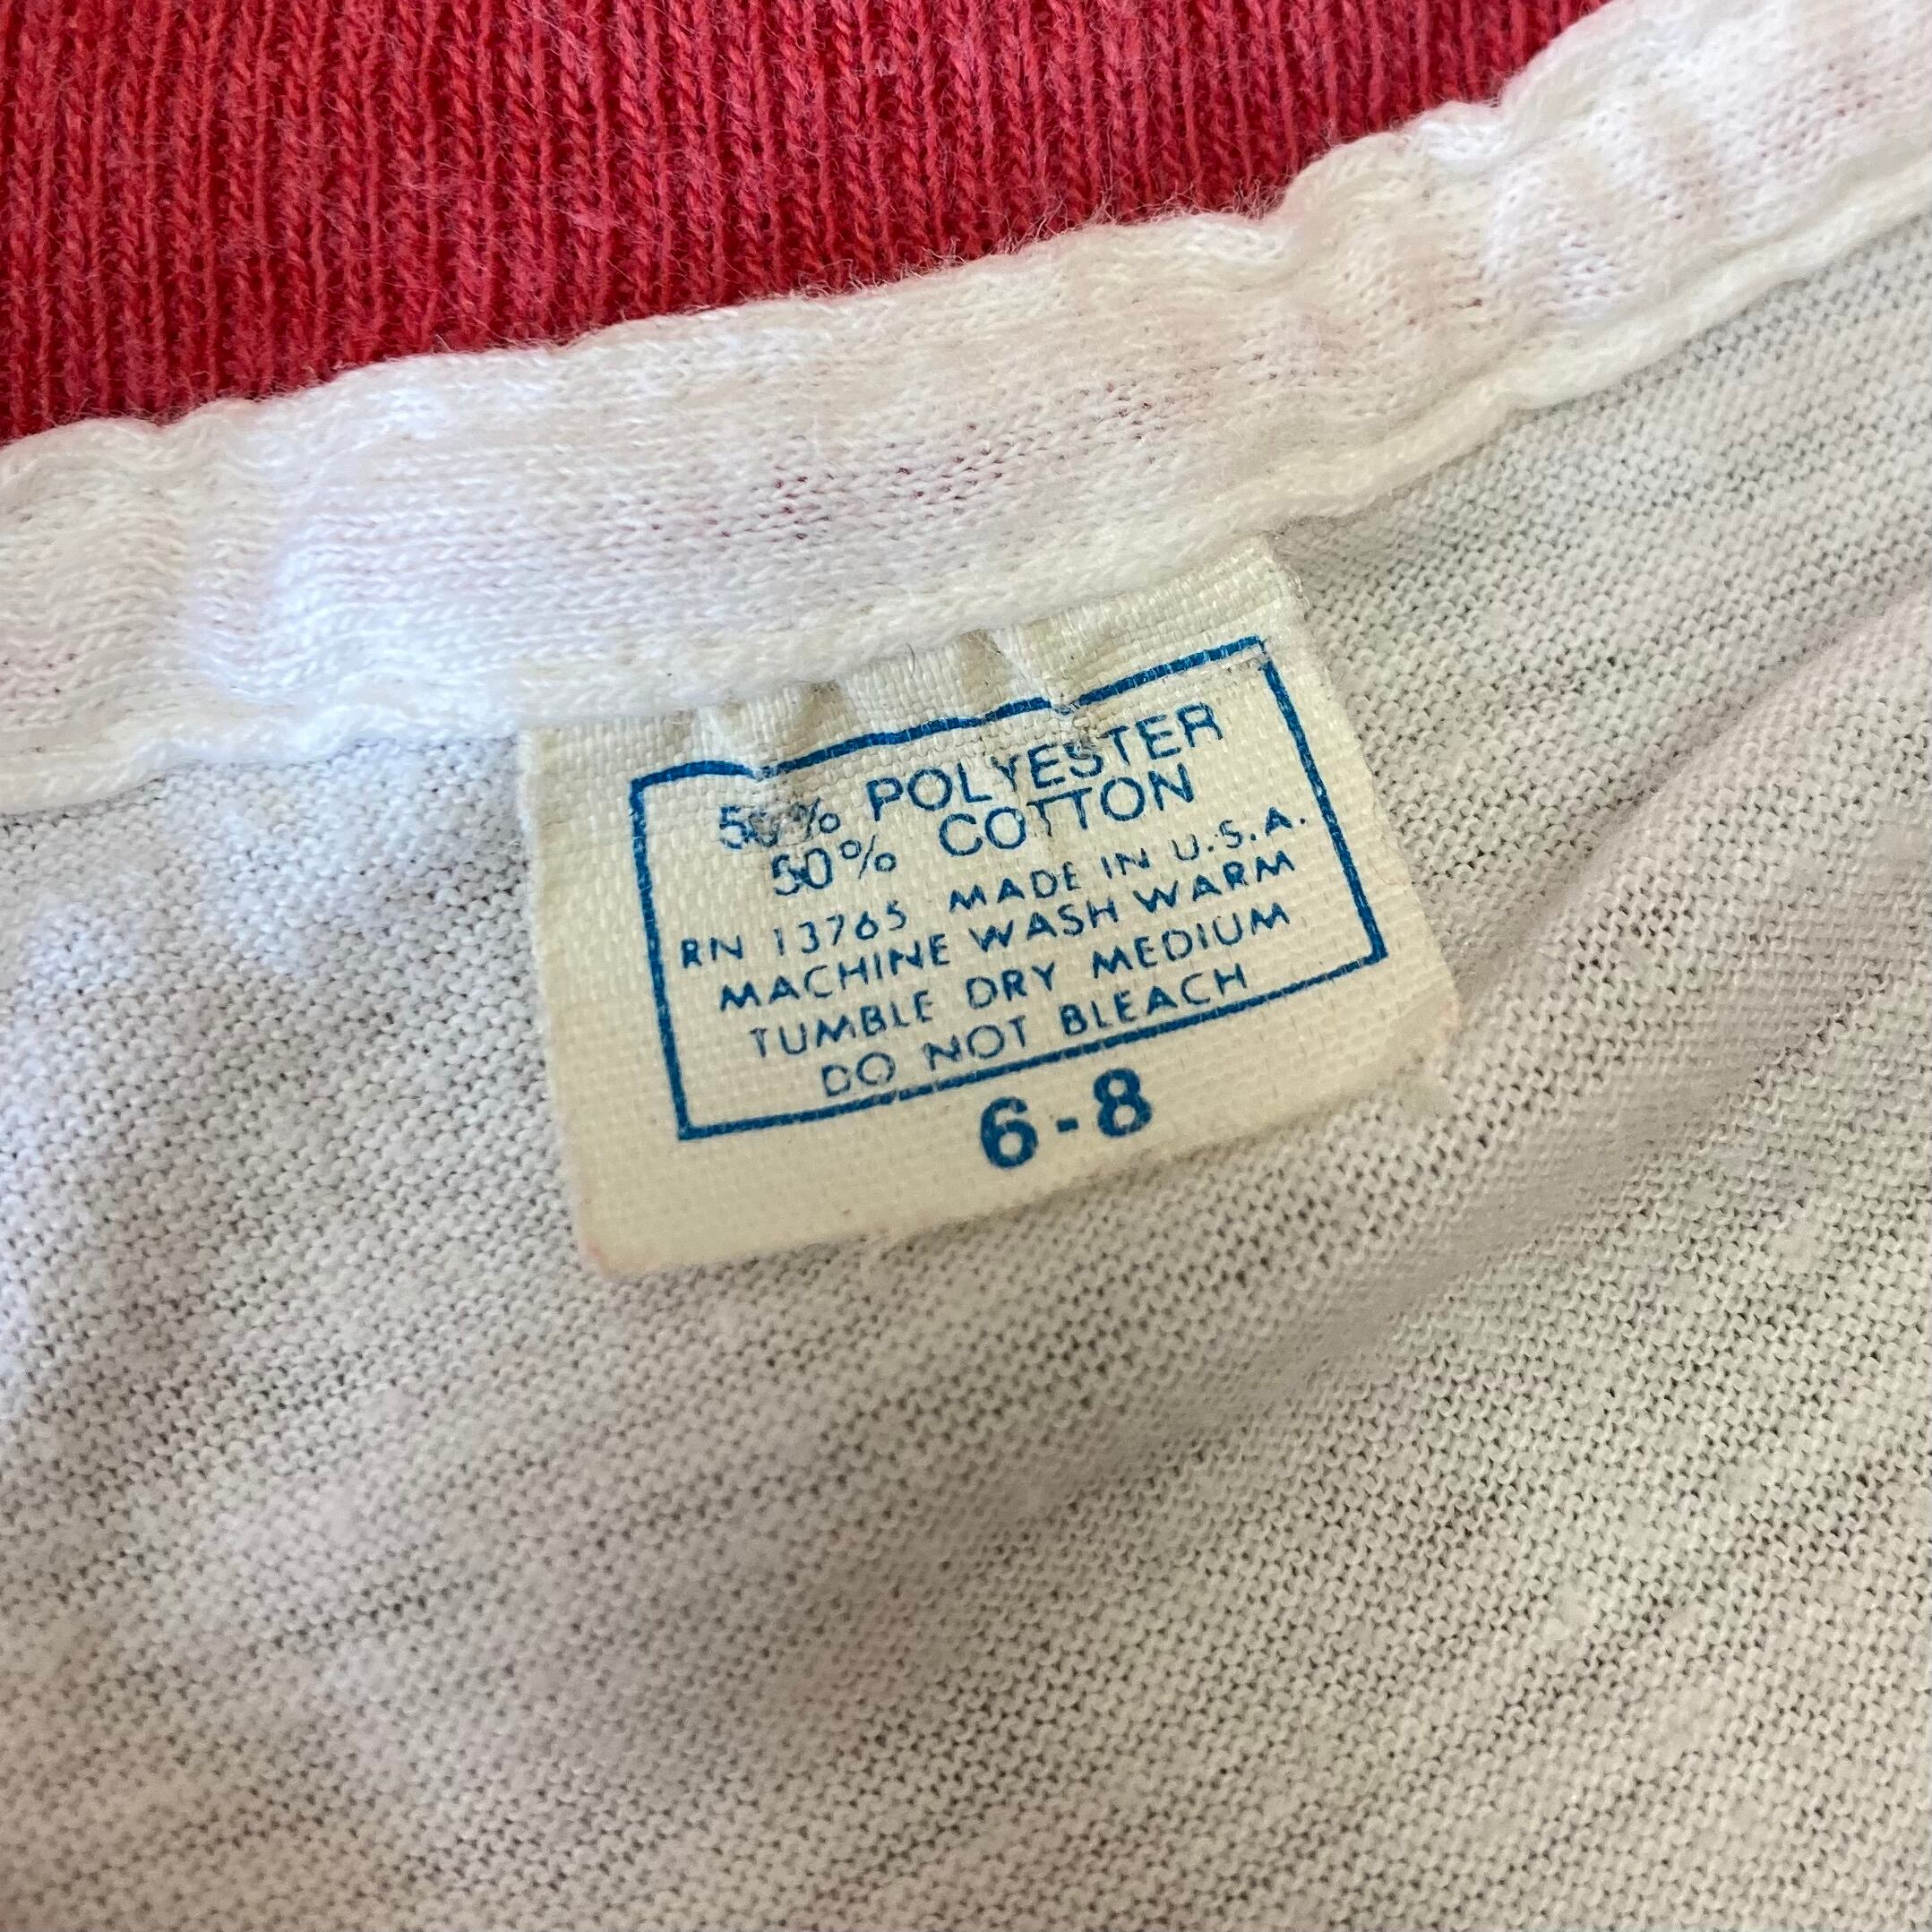 50% POLYESTER
50% COTTON
RN 13765 MADE IN U.S.A.
MACHINE WASH WARM
TUMBLE DRY MEDIUM
DO NOT BLEACH
6-8